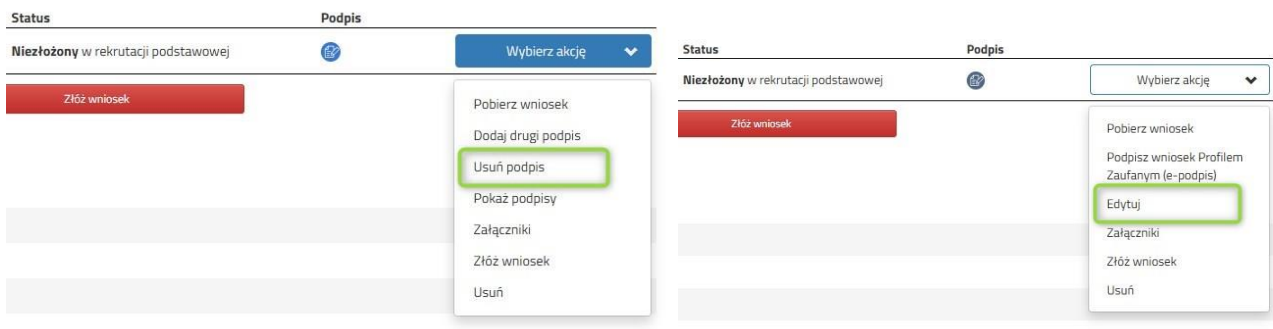 Status Podpis
Niezłożony w rekrutacji podstawowej Wybierz akcję
Złóż wniosek
Pobierz wniosek
Dodaj drugi podpis
Usuń podpis
Pokaż podpisy
Załączniki
Złóż wniosek
Usuń
Status Podpis
Niezłożony w rekrutacji podstawowej Wybierz akcję
Złóż wniosek
Pobierz wniosek
Podpisz wniosek Profilem
Zaufanym (e-podpis)
Edytuj
Załączniki
Złóż wniosek
Usuń